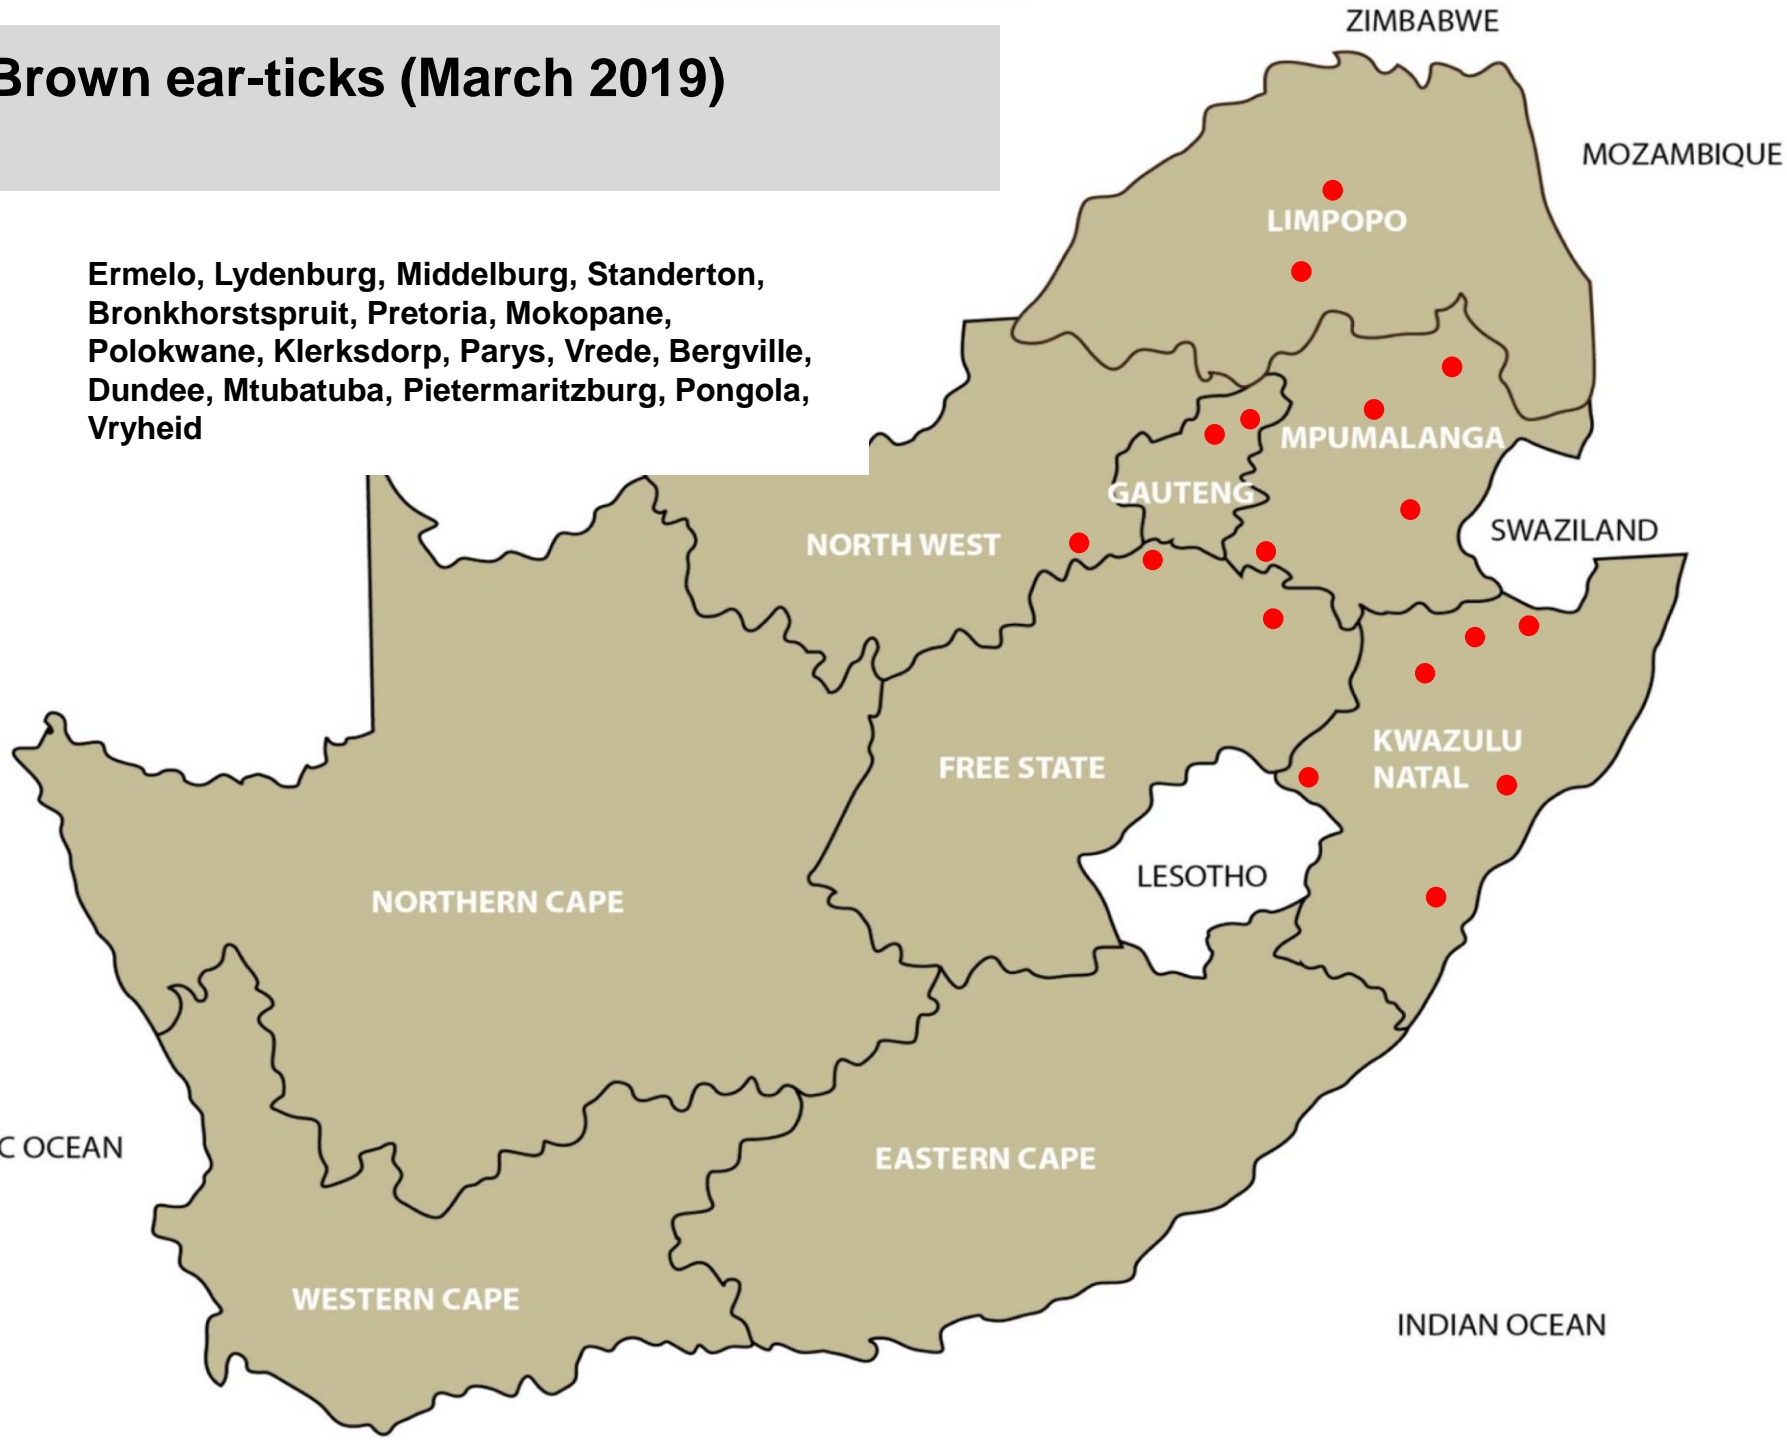 ZIMBABWE
Brown ear-ticks (March 2019)
MOZAMBIQUE
LIMPOPO
Ermelo, Lydenburg, Middelburg, Standerton,
Bronkhorstspruit, Pretoria, Mokopane,
Polokwane, Klerksdorp, Parys, Vrede, Bergville,
Dundee, Mtubatuba, Pietermaritzburg, Pongola,
Vryheid
MPUMALANGA
GAUTENG
SWAZILAND
NORTH WEST
KWAZULU
NATAL
FREE STATE
LESOTHO
NORTHERN CAPE
C OCEAN
EASTERN CAPE
WESTERN CAPE
INDIAN OCEAN